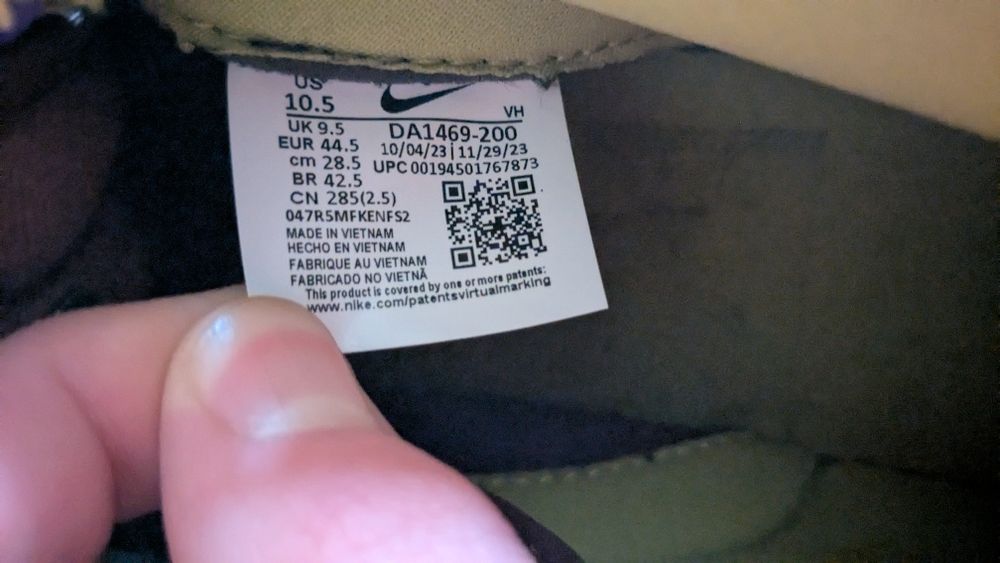 US
10.5
VH
UK 9.5
EUR 44.5
cm 28.5
BR 42.5
CN 285(2.5)
DA1469-200
10/04/23 | 11/29/23
UPC 00194501767873
047R5MFKENFS2
MADE IN VIETNAM
HECHO EN VIETNAM
FABRIQUE AU VIETNAM
FABRICADO NO VIETNÃ
This product is covered by one or more patents:
www.nike.com/patentsvirtualmarking